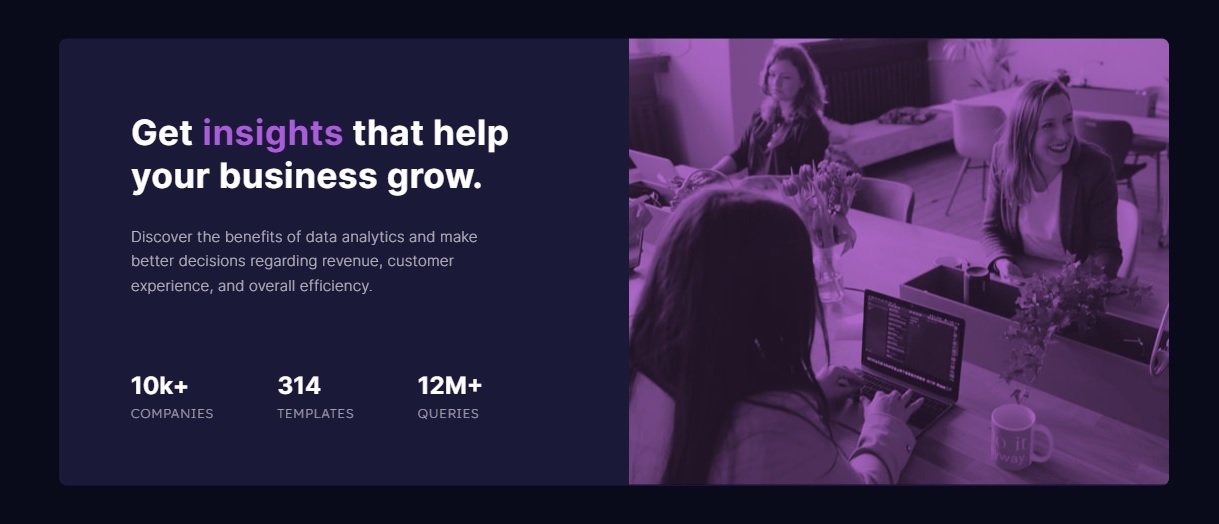 Get insights that help
your business grow.
Discover the benefits of data analytics and make
better decisions regarding revenue, customer
experience, and overall efficiency.
10k+ 314 12M+
COMPANIES TEMPLATES QUERIES